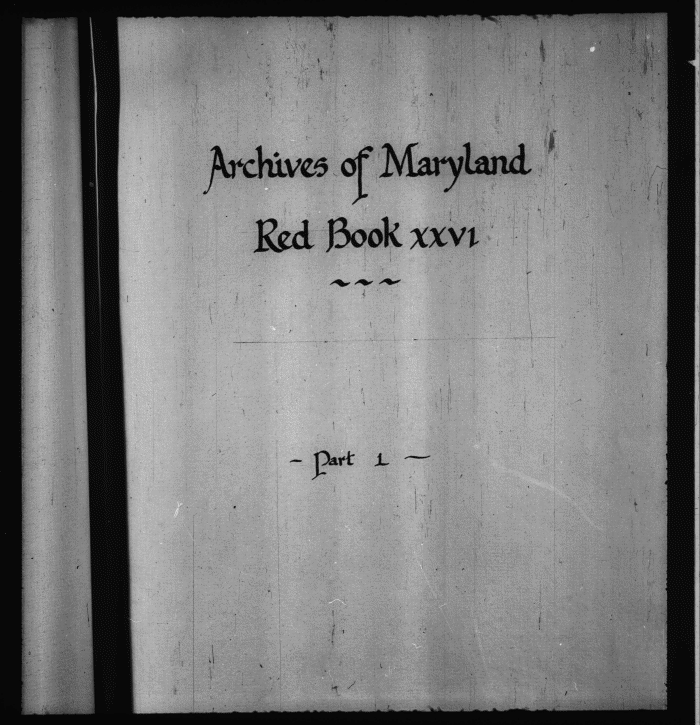 Archives of Maryland
Red Book XXVI
~ ~ ~
- Part 1 -